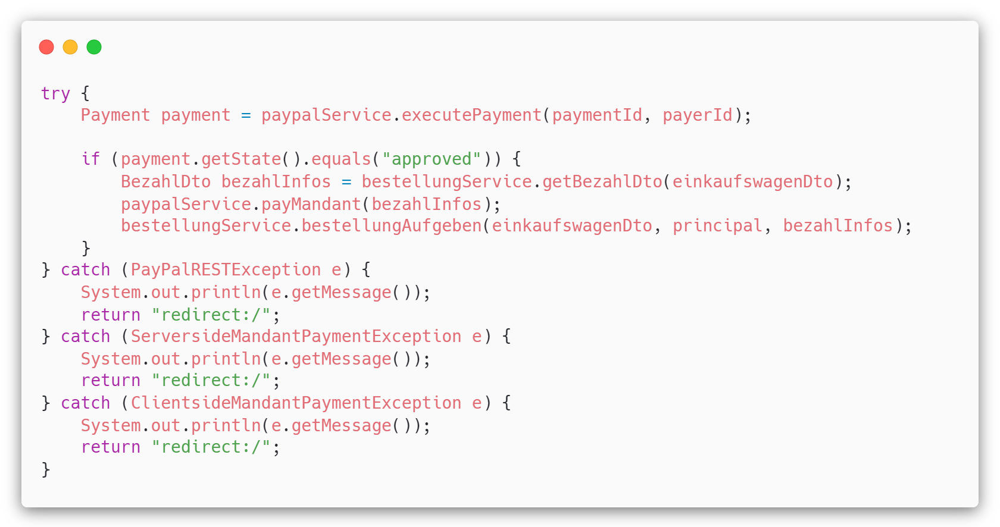 try {
    Payment payment = paypalService.executePayment(paymentId, payerId);

    if (payment.getState().equals("approved")) {
        BezahlDto bezahlInfos = bestellungService.getBezahlDto(einkaufswagenDto);
        paypalService.payMandant(bezahlInfos);
        bestellungService.bestellungAufgeben(einkaufswagenDto, principal, bezahlInfos);
    }
} catch (PayPalRESTException e) {
    System.out.println(e.getMessage());
    return "redirect:/";
} catch (ServersideMandantPaymentException e) {
    System.out.println(e.getMessage());
    return "redirect:/";
} catch (ClientsideMandantPaymentException e) {
    System.out.println(e.getMessage());
    return "redirect:/";
}